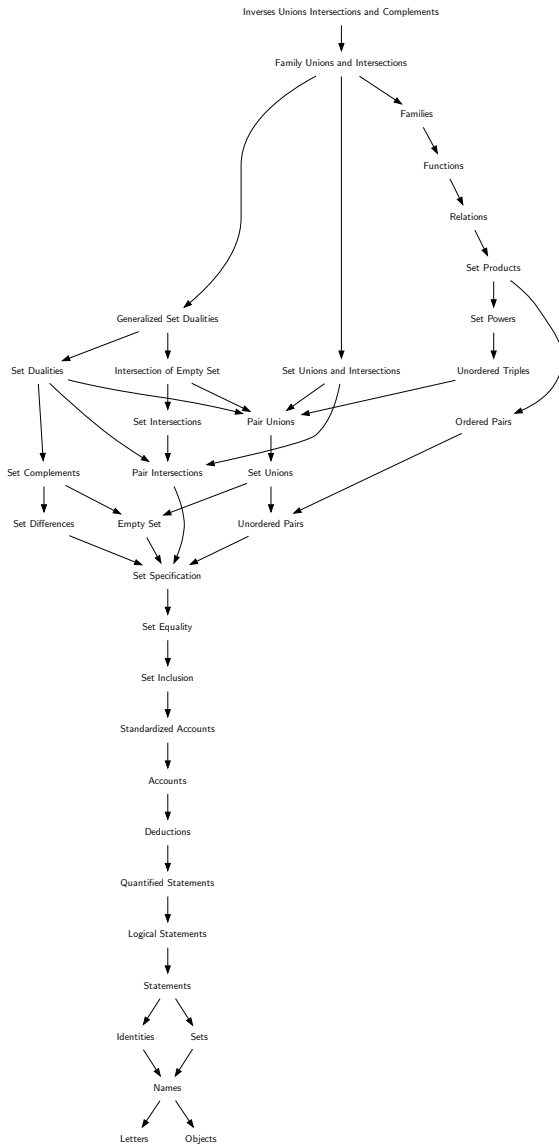 Inverses Unions Intersections and Complements
Family Unions and Intersections
Families
Functions
Relations
Set Products
Generalized Set Dualities
Set Powers
Set Dualities
Intersection of Empty Set
Set Unions and Intersections
Unordered Triples
Set Intersections
Pair Unions
Ordered Pairs
Set Complements
Pair Intersections
Set Unions
Set Differences
Empty Set
Unordered Pairs
Set Specification
Set Equality
Set Inclusion
Standardized Accounts
Accounts
Deductions
Quantified Statements
Logical Statements
Statements
Identities
Sets
Names
Letters
Objects